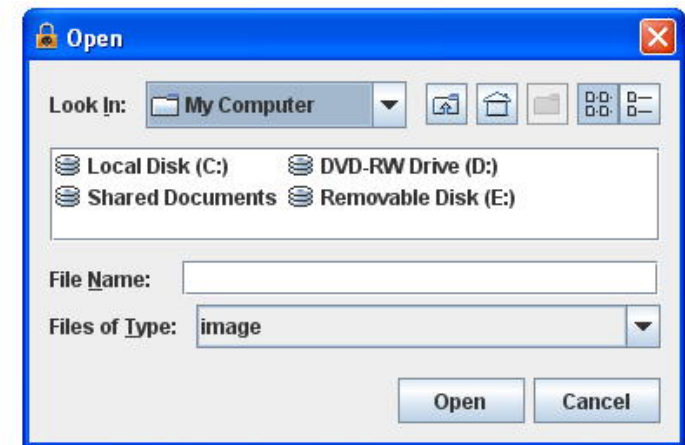 Open
Look In: My Computer
Local Disk (C:) DVD-RW Drive (D:)
Shared Documents Removable Disk (E:)
File Name:
Files of Type: image
Open Cancel